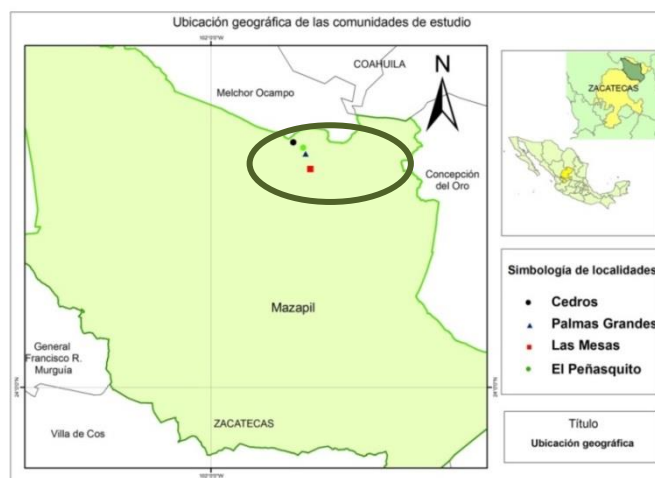 Ubicación geográfica de las comunidades de estudio
COAHUILA
Melchor Ocampo
N
Concepción
del Oro
Mazapil
General
Francisco R.
Murguía
ZACATECAS
Villa de Cos
ZACATECAS
Simbología de localidades
Cedros
Palmas Grandes
Las Mesas
El Peñasquito
Título
Ubicación geográfica